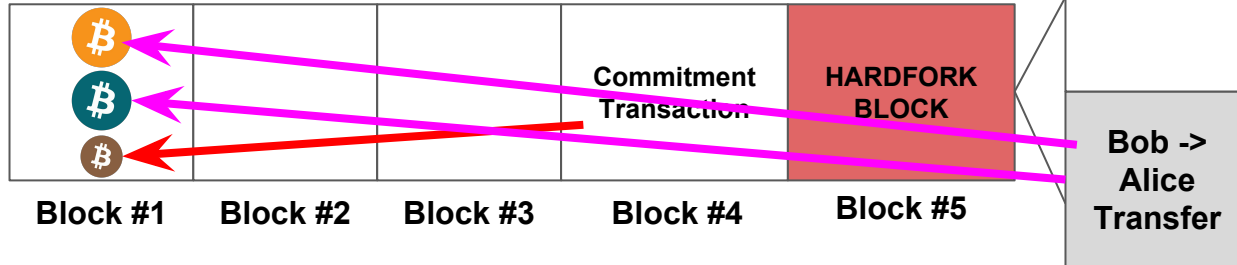 Commitment
Transaction
HARDFORK
BLOCK
Bob ->
Alice
Transfer
Block #1
Block #2
Block #3
Block #4
Block #5